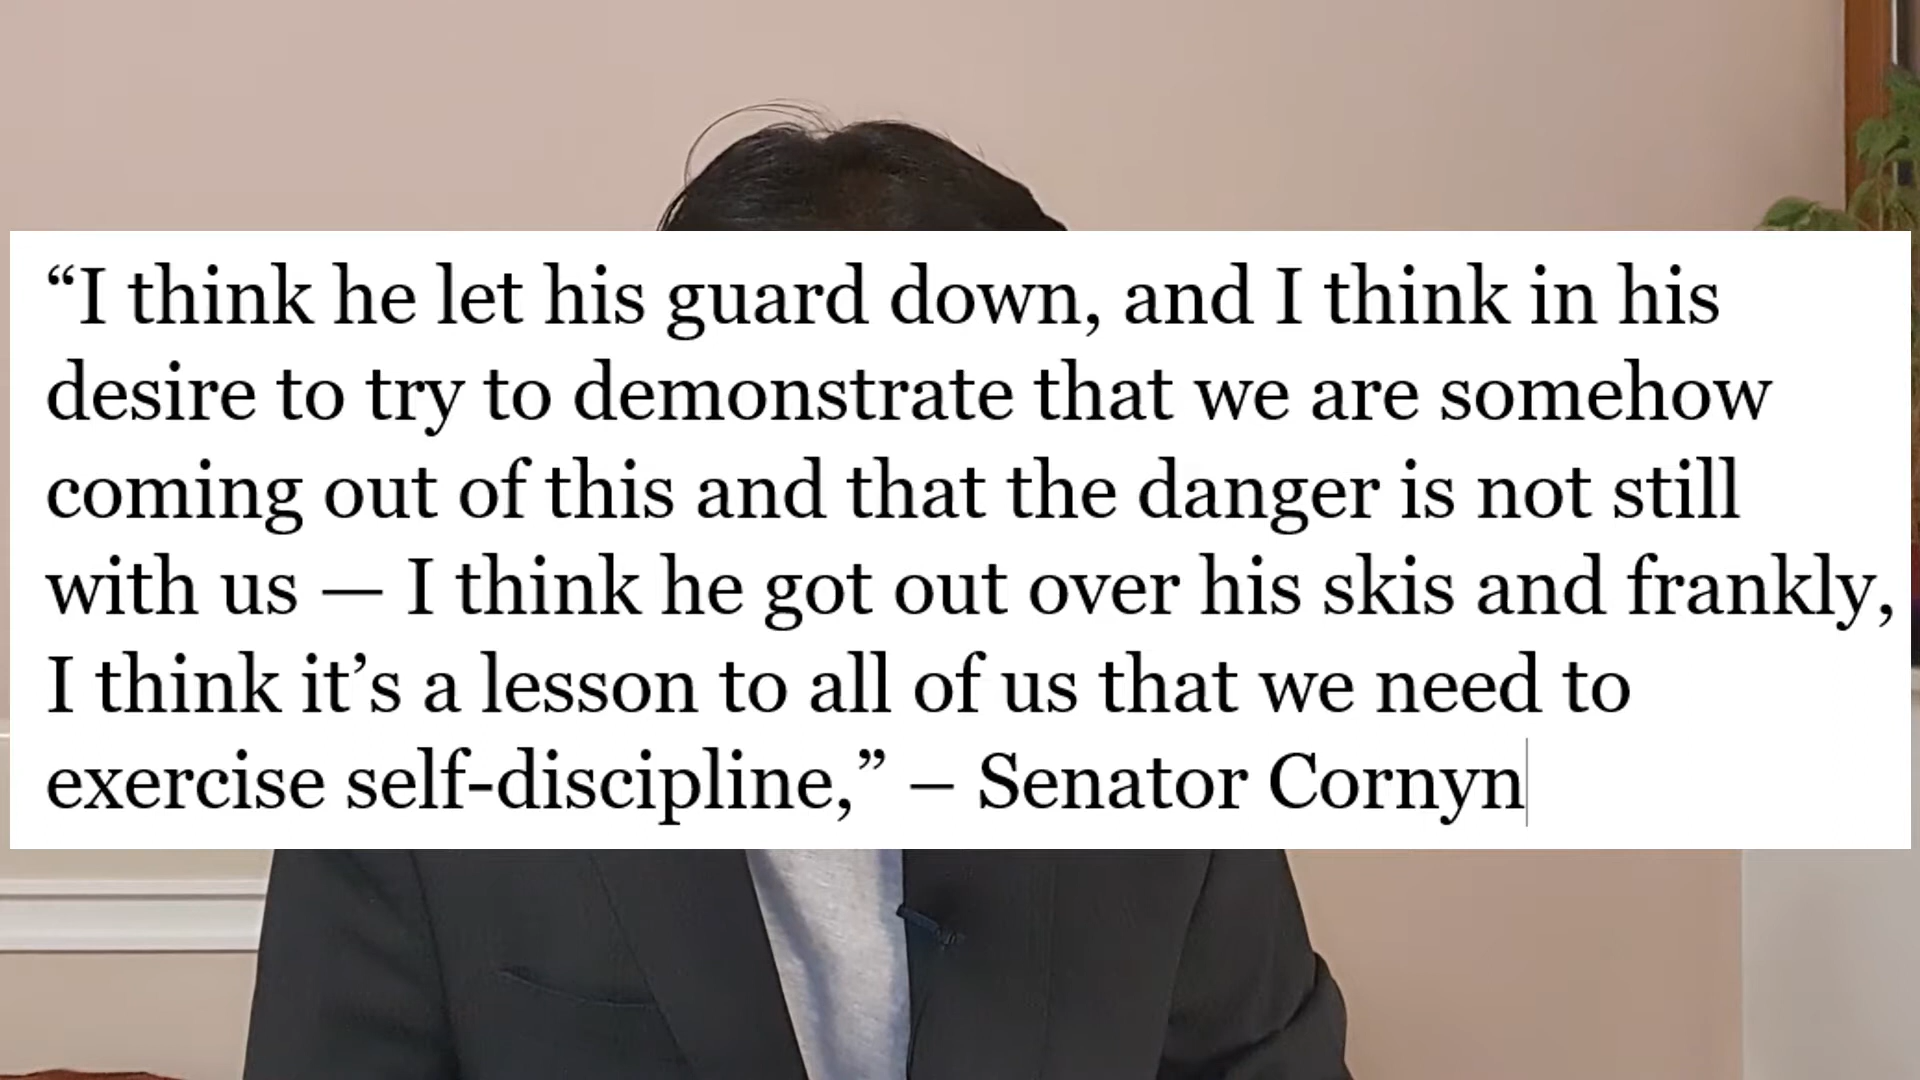 “I think he let his guard down, and I think in his
desire to try to demonstrate that we are somehow
coming out of this and that the danger is not still
with us — I think he got out over his skis and frankly,
I think it’s a lesson to all of us that we need to
exercise self-discipline,” – Senator Cornyn